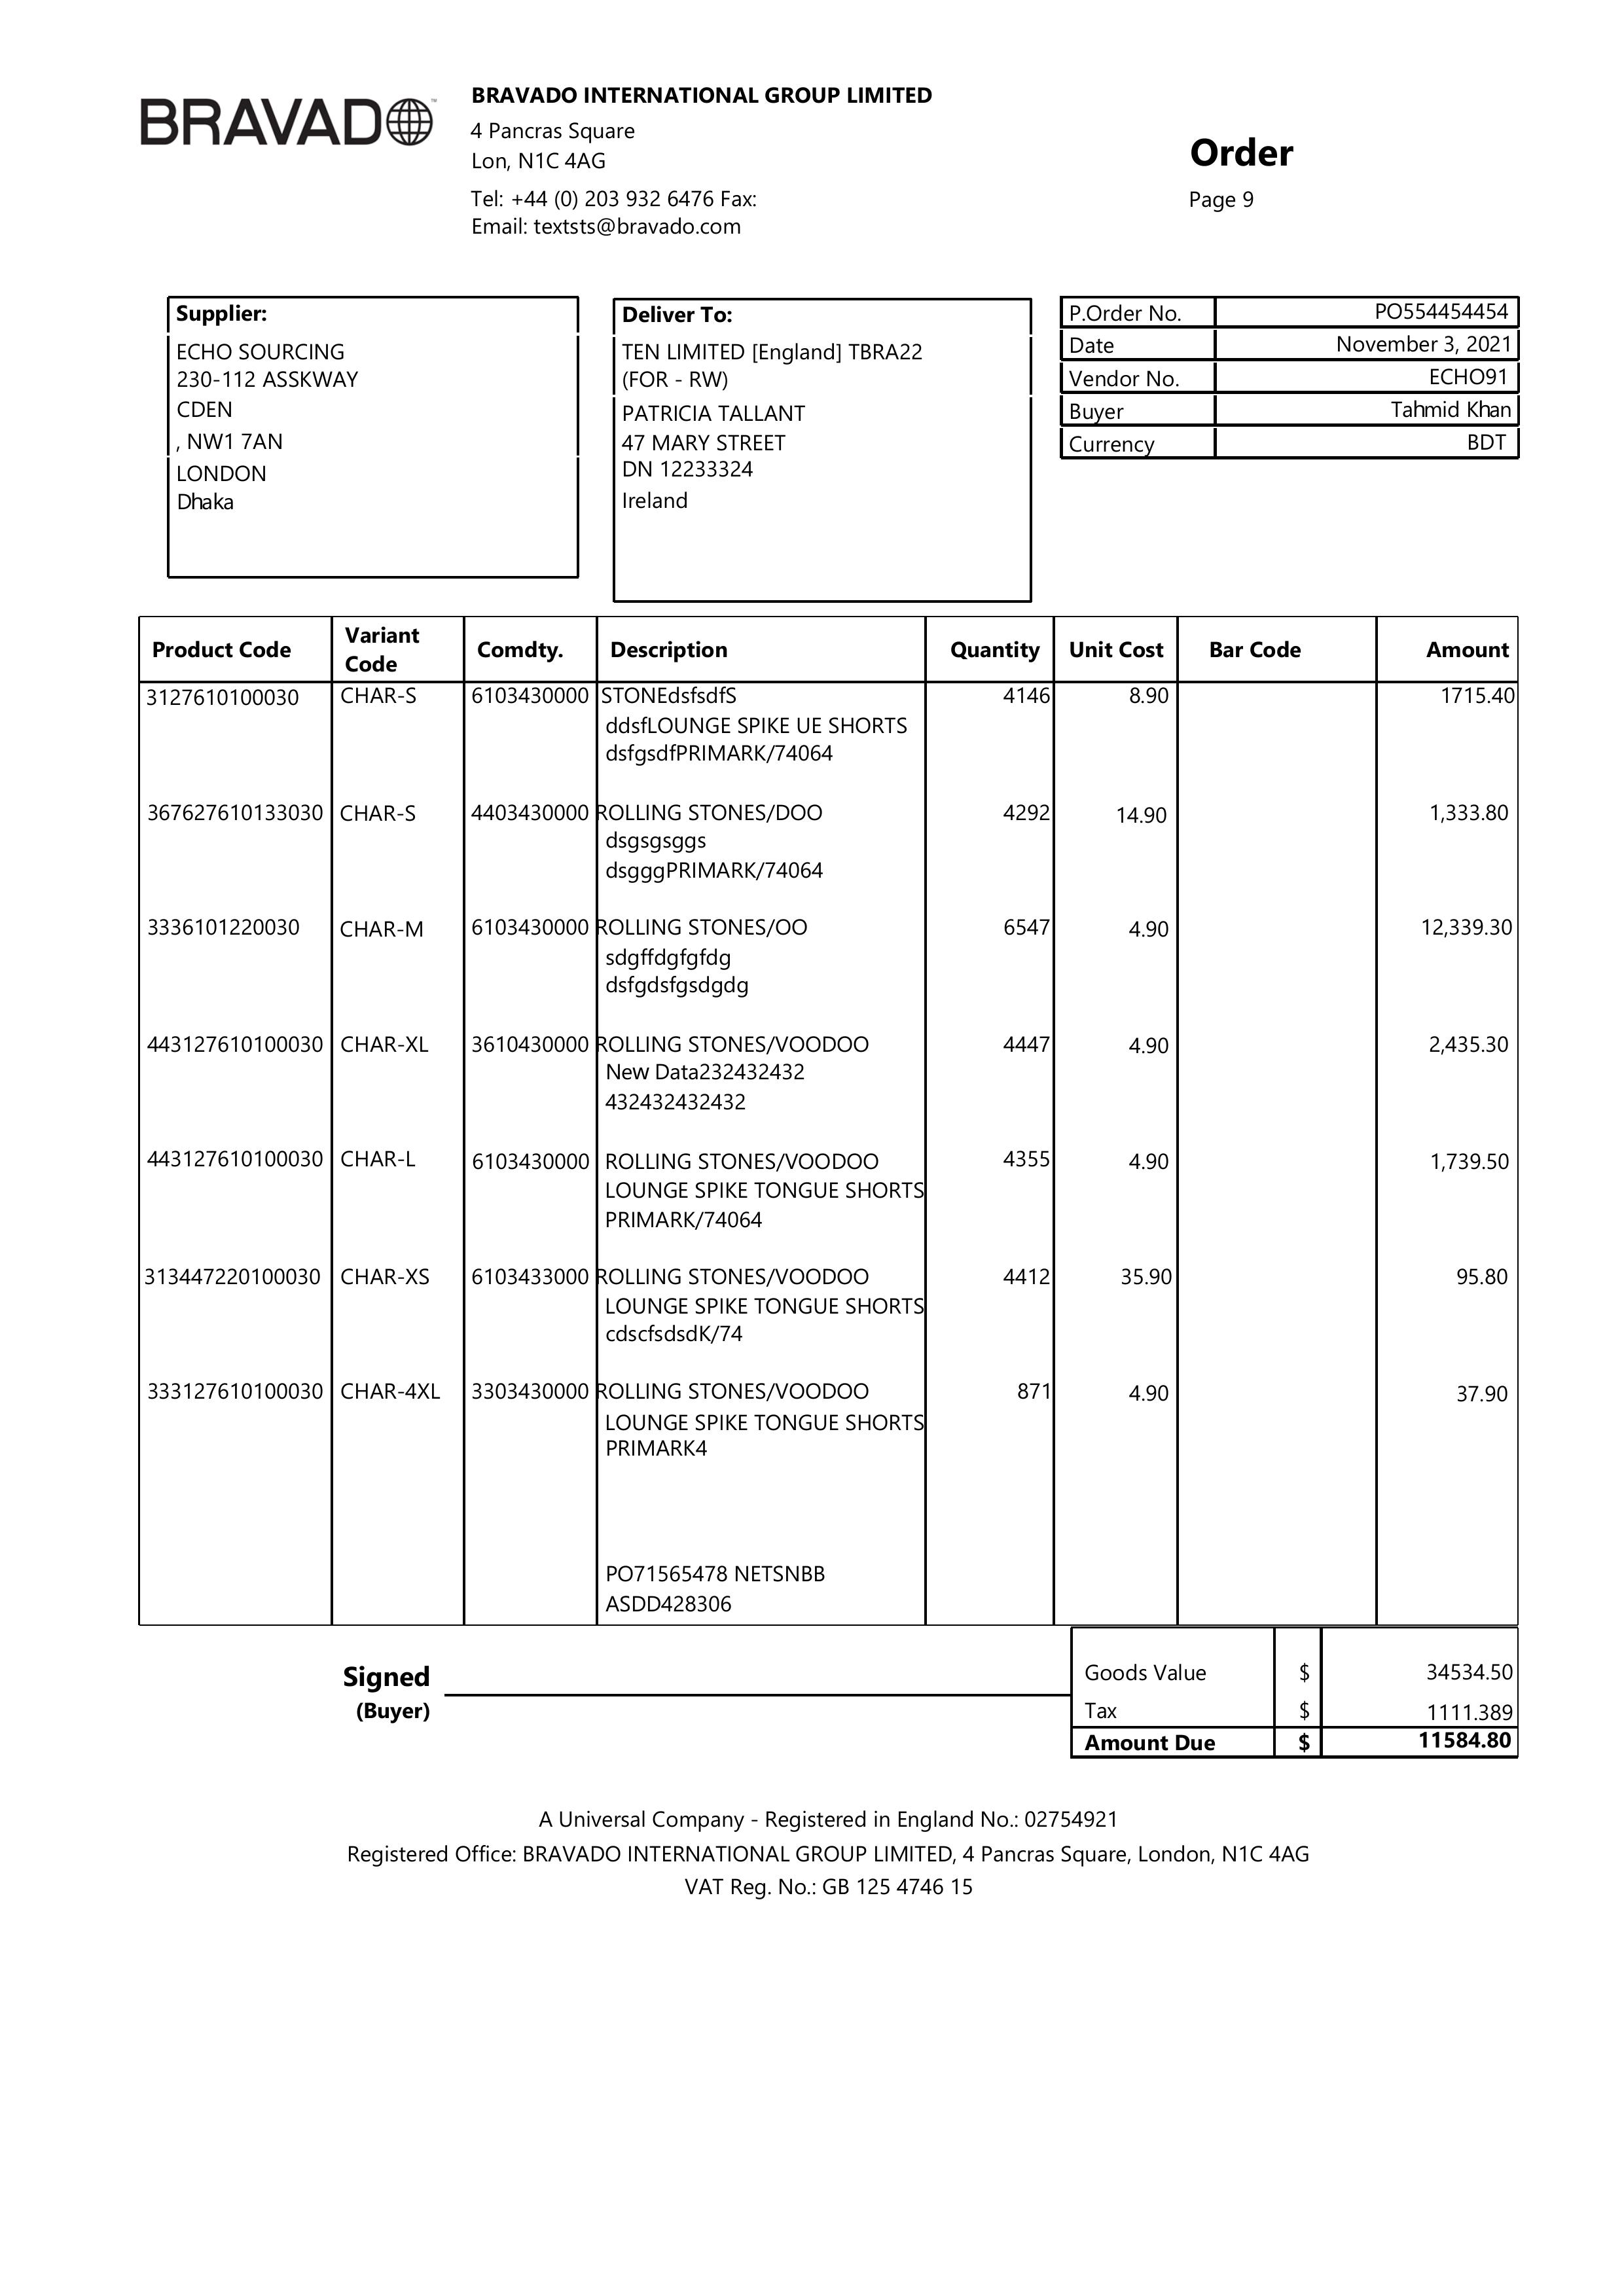 BRAVADO™
BRAVADO INTERNATIONAL GROUP LIMITED
4 Pancras Square
Lon, N1C 4AG
Tel: +44 (0) 203 932 6476 Fax:
Email: textsts@bravado.com
Order
Page 9
Supplier:
ECHO SOURCING
230-112 ASSKWAY
CDEN
, NW1 7AN
LONDON
Dhaka
Deliver To:
TEN LIMITED [England] TBRA22
(FOR - RW)
PATRICIA TALLANT
47 MARY STREET
DN 12233324
Ireland
P.Order No. PO554454454
Date November 3, 2021
Vendor No. ECHO91
Buyer Tahmid Khan
Currency BDT
Product Code Variant Code Comdty. Description Quantity Unit Cost Bar Code Amount
3127610100030 CHAR-S 6103430000 STONEdsfsdfS 4146 8.90 1715.40
ddsfLOUNGE SPIKE UE SHORTS
dsfgsdfPRIMARK/74064
367627610133030 CHAR-S 4403430000 ROLLING STONES/DOO 4292 14.90 1,333.80
dsgsgsggs
dsgggPRIMARK/74064
3336101220030 CHAR-M 6103430000 ROLLING STONES/OO 6547 4.90 12,339.30
sdgffdgfgfdg
dsfgdsfgsdgdg
443127610100030 CHAR-XL 3610430000 ROLLING STONES/VOODOO 4447 4.90 2,435.30
New Data232432432
432432432432
443127610100030 CHAR-L 6103430000 ROLLING STONES/VOODOO 4355 4.90 1,739.50
LOUNGE SPIKE TONGUE SHORTS
PRIMARK/74064
313447220100030 CHAR-XS 6103433000 ROLLING STONES/VOODOO 4412 35.90 95.80
LOUNGE SPIKE TONGUE SHORTS
cdscfsdsdK/74
333127610100030 CHAR-4XL 3303430000 ROLLING STONES/VOODOO 871 4.90 37.90
LOUNGE SPIKE TONGUE SHORTS
PRIMARK4
PO71565478 NETSNBB
ASDD428306
Signed
(Buyer)
Goods Value $ 34534.50
Tax $ 1111.389
Amount Due $ 11584.80
A Universal Company - Registered in England No.: 02754921
Registered Office: BRAVADO INTERNATIONAL GROUP LIMITED, 4 Pancras Square, London, N1C 4AG
VAT Reg. No.: GB 125 4746 15